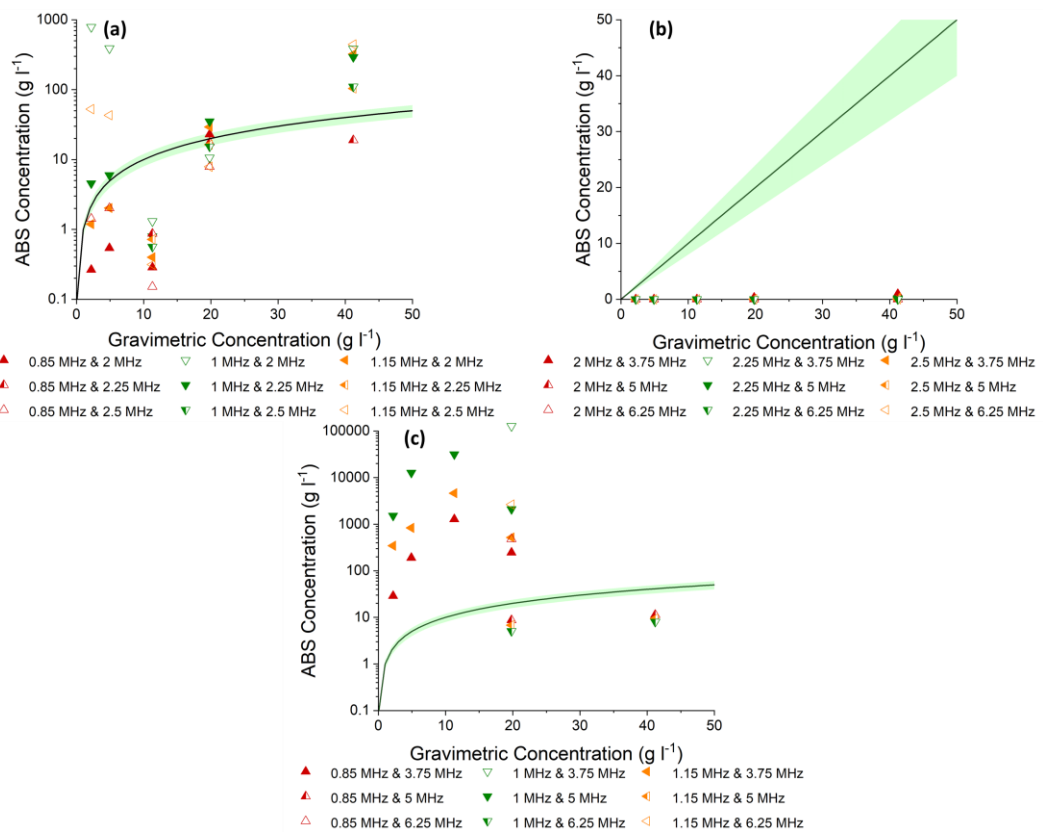 (a)
1000
100
10
1
0.1
ABS Concentration (g l⁻¹)
0 10 20 30 40 50
Gravimetric Concentration (g l⁻¹)
0.85 MHz & 2 MHz 1 MHz & 2 MHz 1.15 MHz & 2 MHz
0.85 MHz & 2.25 MHz 1 MHz & 2.25 MHz 1.15 MHz & 2.25 MHz
0.85 MHz & 2.5 MHz 1 MHz & 2.5 MHz 1.15 MHz & 2.5 MHz
(b)
50
40
30
20
10
0
ABS Concentration (g l⁻¹)
0 10 20 30 40 50
Gravimetric Concentration (g l⁻¹)
2 MHz & 3.75 MHz 2.25 MHz & 3.75 MHz 2.5 MHz & 3.75 MHz
2 MHz & 5 MHz 2.25 MHz & 5 MHz 2.5 MHz & 5 MHz
2 MHz & 6.25 MHz 2.25 MHz & 6.25 MHz 2.5 MHz & 6.25 MHz
(c)
100000
10000
1000
100
10
1
0.1
ABS Concentration (g l⁻¹)
0 10 20 30 40 50
Gravimetric Concentration (g l⁻¹)
0.85 MHz & 3.75 MHz 1 MHz & 3.75 MHz 1.15 MHz & 3.75 MHz
0.85 MHz & 5 MHz 1 MHz & 5 MHz 1.15 MHz & 5 MHz
0.85 MHz & 6.25 MHz 1 MHz & 6.25 MHz 1.15 MHz & 6.25 MHz